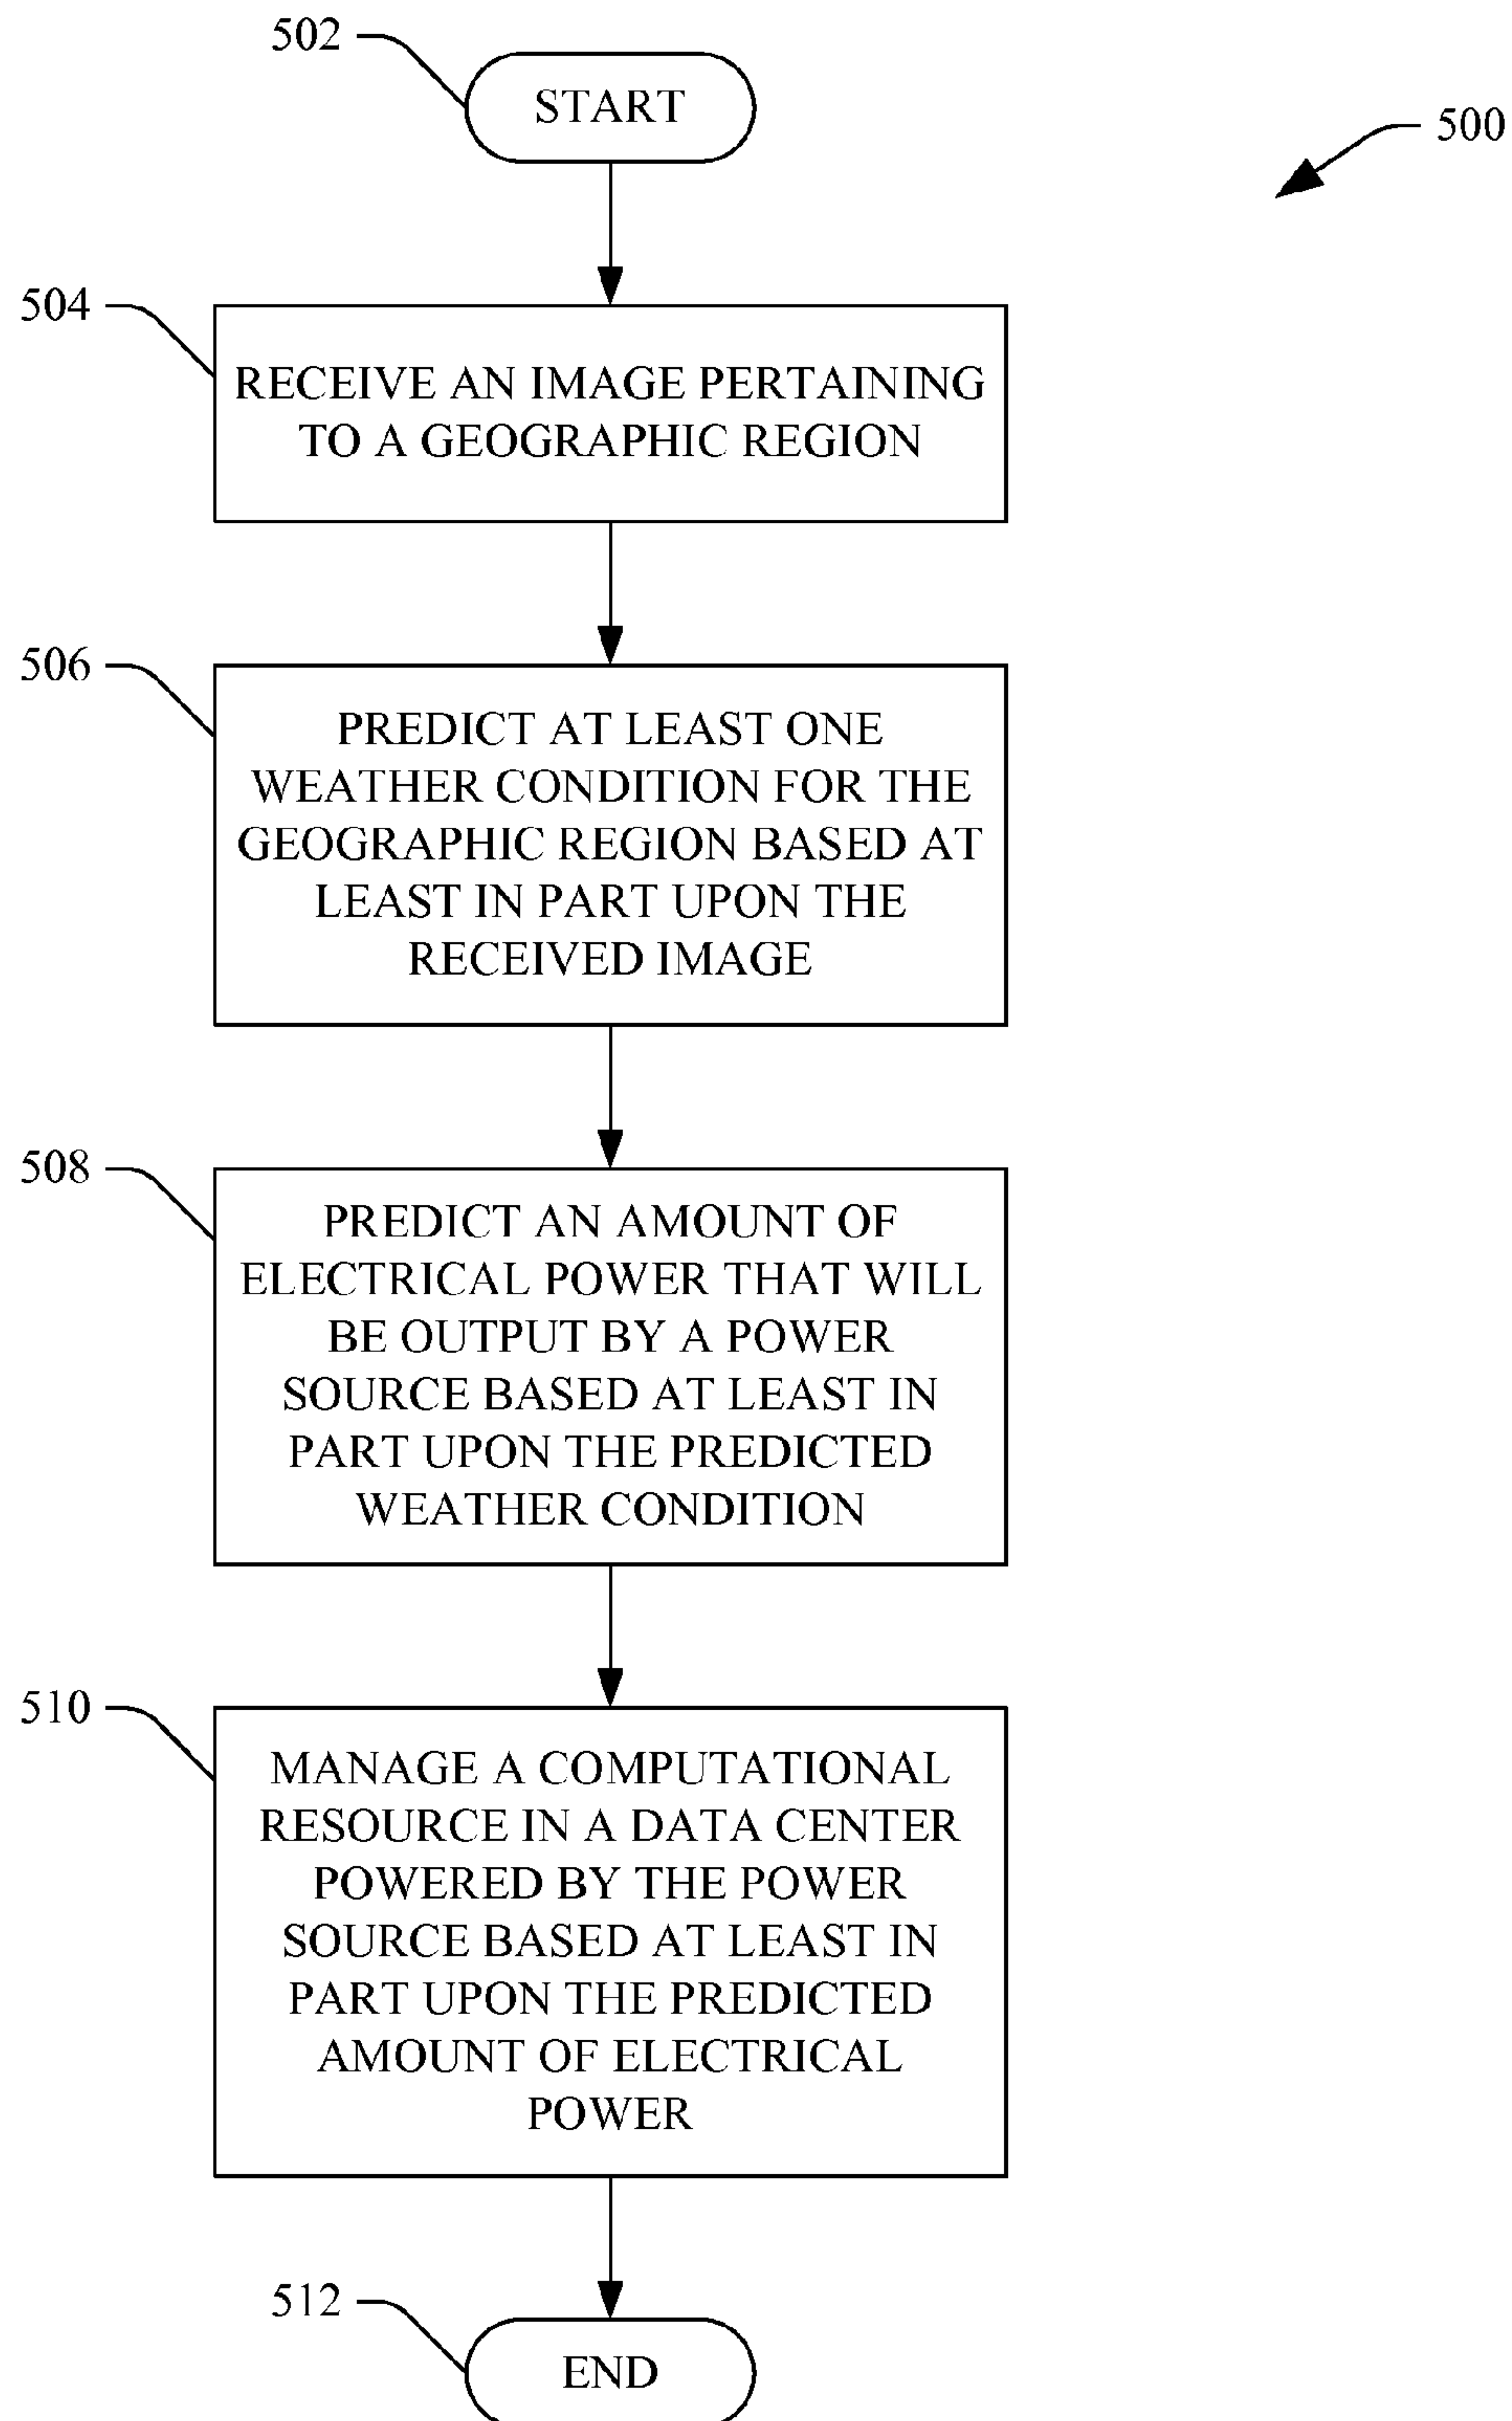 502
START
500
504
RECEIVE AN IMAGE PERTAINING
TO A GEOGRAPHIC REGION
506
PREDICT AT LEAST ONE
WEATHER CONDITION FOR THE
GEOGRAPHIC REGION BASED AT
LEAST IN PART UPON THE
RECEIVED IMAGE
508
PREDICT AN AMOUNT OF
ELECTRICAL POWER THAT WILL
BE OUTPUT BY A POWER
SOURCE BASED AT LEAST IN
PART UPON THE PREDICTED
WEATHER CONDITION
510
MANAGE A COMPUTATIONAL
RESOURCE IN A DATA CENTER
POWERED BY THE POWER
SOURCE BASED AT LEAST IN
PART UPON THE PREDICTED
AMOUNT OF ELECTRICAL
POWER
512
END